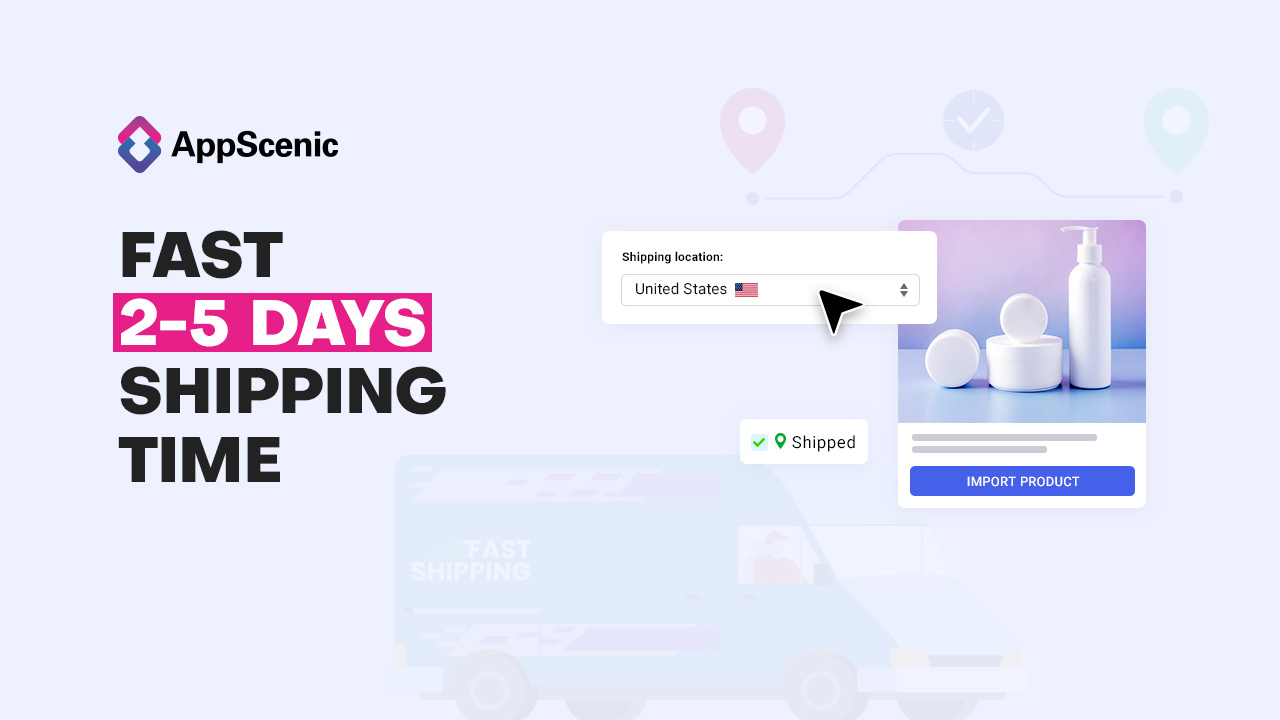 AppScenic
FAST
2-5 DAYS
SHIPPING
TIME
Shipping location:
United States
Shipped
IMPORT PRODUCT
FAST
SHIPPING